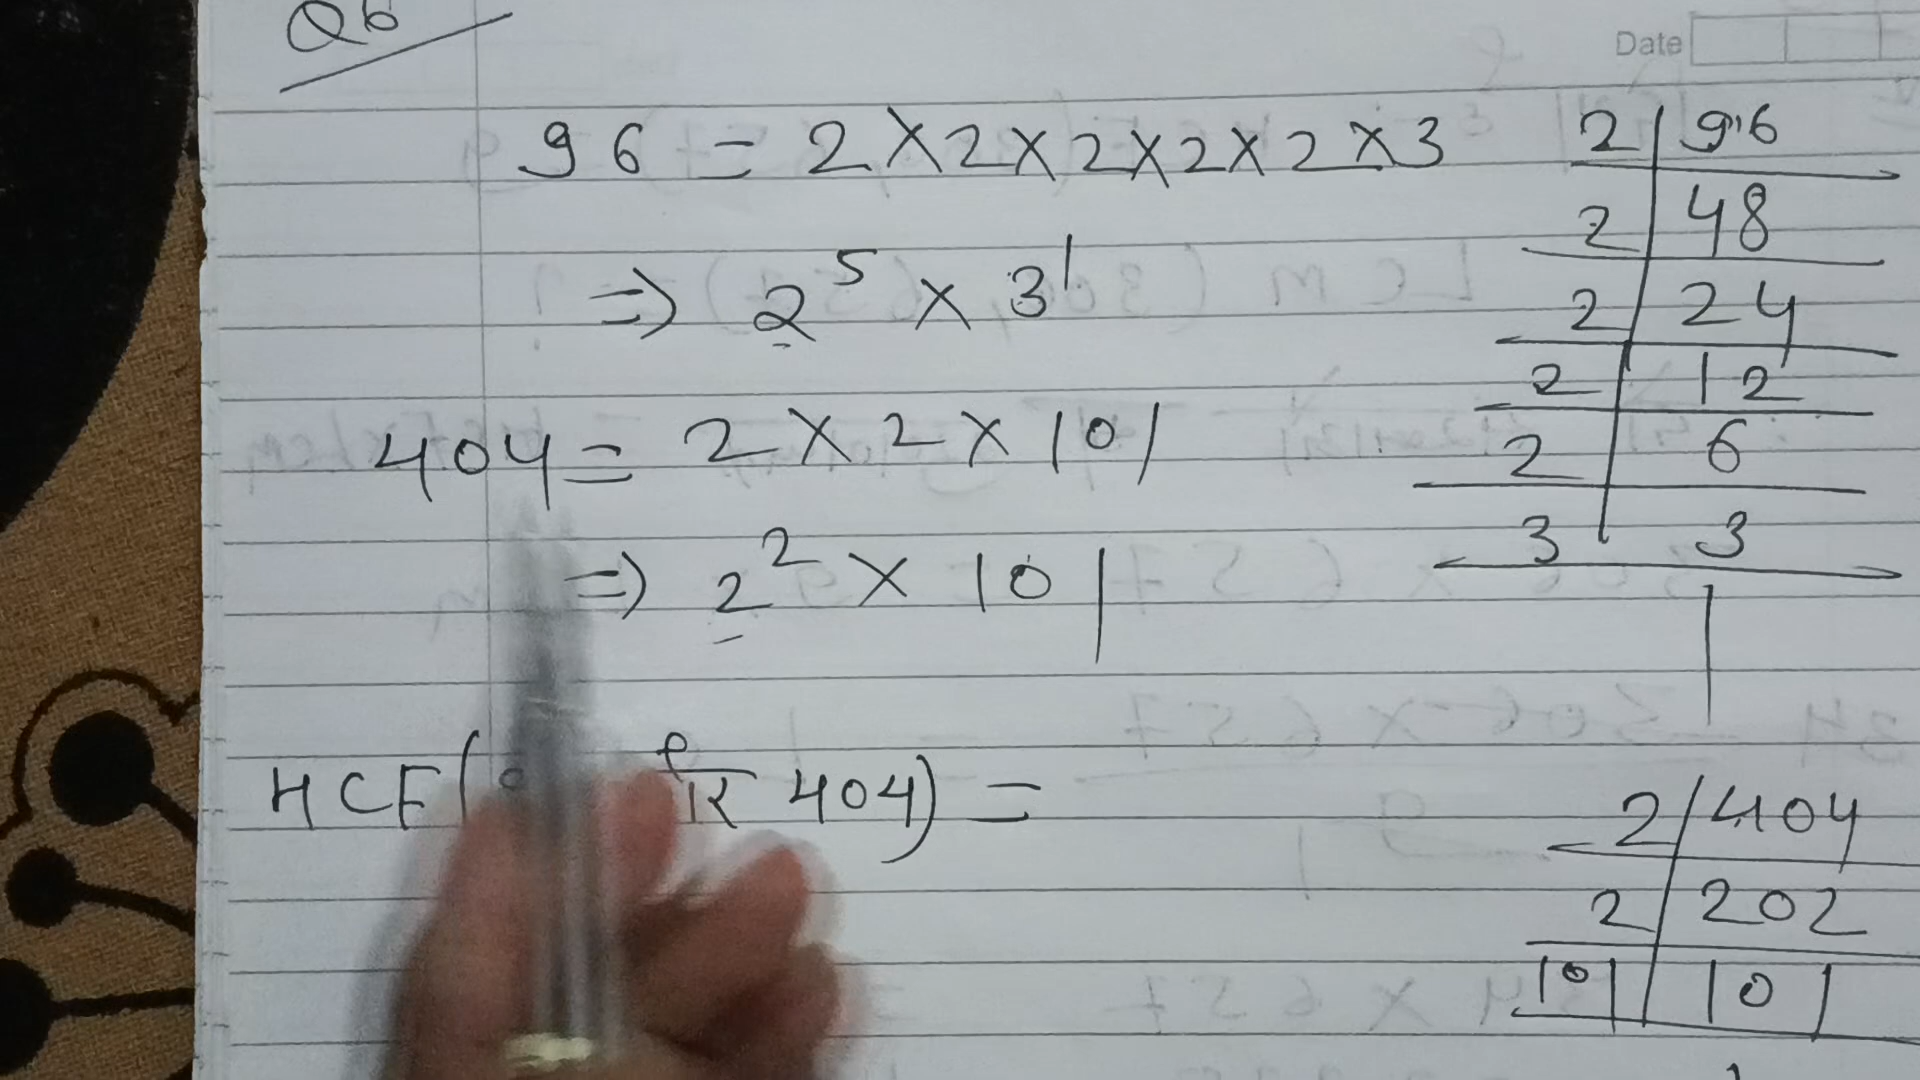 Q6
Date
96 = 2×2×2×2×2×3
⇒ 2⁵ × 3¹
404 = 2 × 2 × 101
⇒ 2² × 101
HCF( 404) =
2 | 96
2 | 48
2 | 24
2 | 12
2 | 6
3 | 3
1
2 | 404
2 | 202
101 | 101